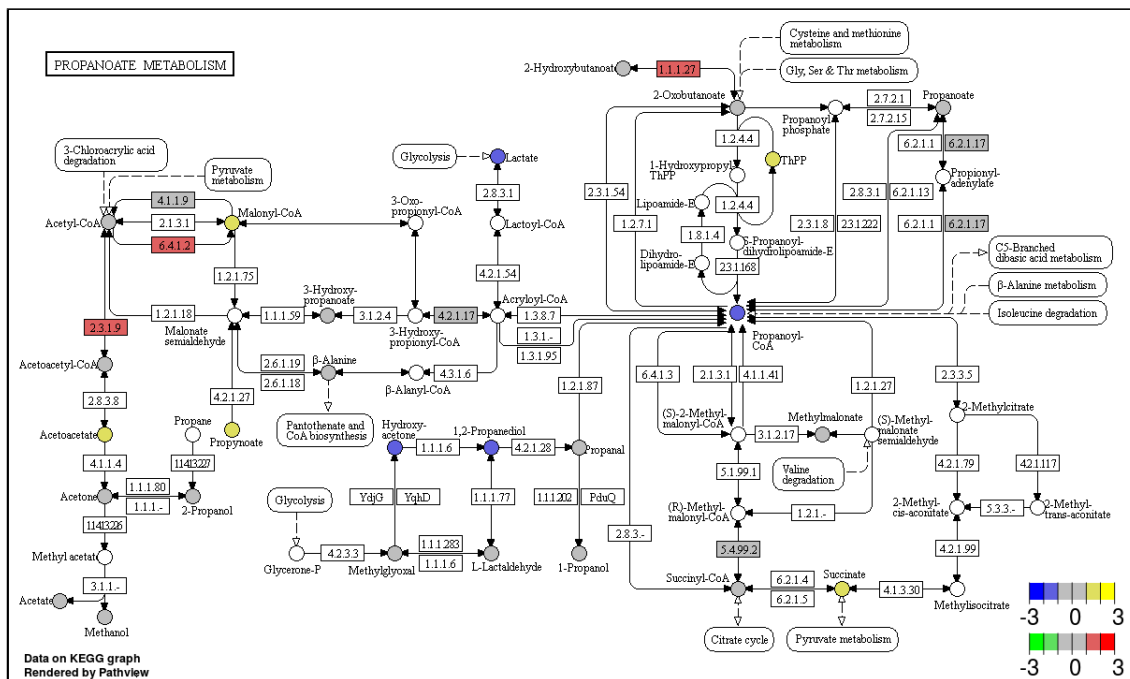 PROPANOATE METABOLISM
Cysteine and methionine
metabolism
Gly, Ser & Thr metabolism
2-Hydroxybutanoate
1.1.1.27
2-Oxobutanoate
Propanoyl
phosphate
2.7.2.1
2.7.2.15
Propanoate
3-Chloroacrylic acid
degradation
Pyruvate
metabolism
Glycolysis
Lactate
2.8.3.1
1.2.4.4
ThPP
6.2.1.1
6.2.1.17
1-Hydroxypropyl-
ThPP
Propionyl-
adenylate
2.3.1.54
1.2.7.1
2.8.3.1
6.2.1.13
4.1.1.9
Acetyl-CoA
2.1.3.1
Malonyl-CoA
6.4.1.2
3-Oxo-
propionyl-CoA
Lactoyl-CoA
Lipoamide-E
1.2.4.4
1.8.1.4
2.3.1.8
2.3.1.222
6.2.1.1
6.2.1.17
S-Propanoyl-
dihydrolipoamide-E
Dihydro-
lipoamide-E
2.3.1.168
C5-Branched
dibasic acid metabolism
β-Alanine metabolism
Isoleucine degradation
1.2.1.75
4.2.1.54
3-Hydroxy-
propanoate
Acryloyl-CoA
1.2.1.18
Malonate
semialdehyde
1.1.1.59
3.1.2.4
4.2.1.17
3-Hydroxy-
propionyl-CoA
1.3.8.7
1.3.1.-
1.3.1.95
Propanoyl-
CoA
2.3.1.9
Acetoacetyl-CoA
2.6.1.19
2.6.1.18
β-Alanine
4.3.1.6
β-Alanyl-CoA
1.2.1.87
6.4.1.3
2.1.3.1
4.1.1.41
1.2.1.27
2.3.3.5
2.8.3.8
4.2.1.27
Acetoacetate
Propane
Propynoate
Pantothenate and
CoA biosynthesis
Hydroxy-
acetone
1,2-Propanediol
1.1.1.6
4.2.1.28
Propanal
(S)-2-Methyl-
malonyl-CoA
Methylmalonate
3.1.2.17
(S)-Methyl-
malonate
semialdehyde
2-Methylcitrate
4.1.1.4
1.14.13.227
5.1.99.1
Valine
degradation
4.2.1.79
4.2.1.117
Acetone
1.1.1.80
1.1.1.-
2-Propanol
Glycolysis
YdjG
YqhD
1.1.1.77
1.1.1.202
PduQ
(R)-Methyl-
malonyl-CoA
1.2.1.-
2-Methyl-
cis-aconitate
5.3.3.-
2-Methyl-
trans-aconitate
1.14.13.226
2.8.3.-
5.4.99.2
4.2.1.99
Methyl acetate
Glycerone-P
4.2.3.3
Methylglyoxal
1.1.1.283
1.1.1.6
L-Lactaldehyde
1-Propanol
3.1.1.-
Acetate
Methanol
Succinyl-CoA
6.2.1.4
6.2.1.5
Succinate
4.1.3.30
Methylisocitrate
Citrate cycle
Pyruvate metabolism
-3 0 3
-3 0 3
Data on KEGG graph
Rendered by Pathview